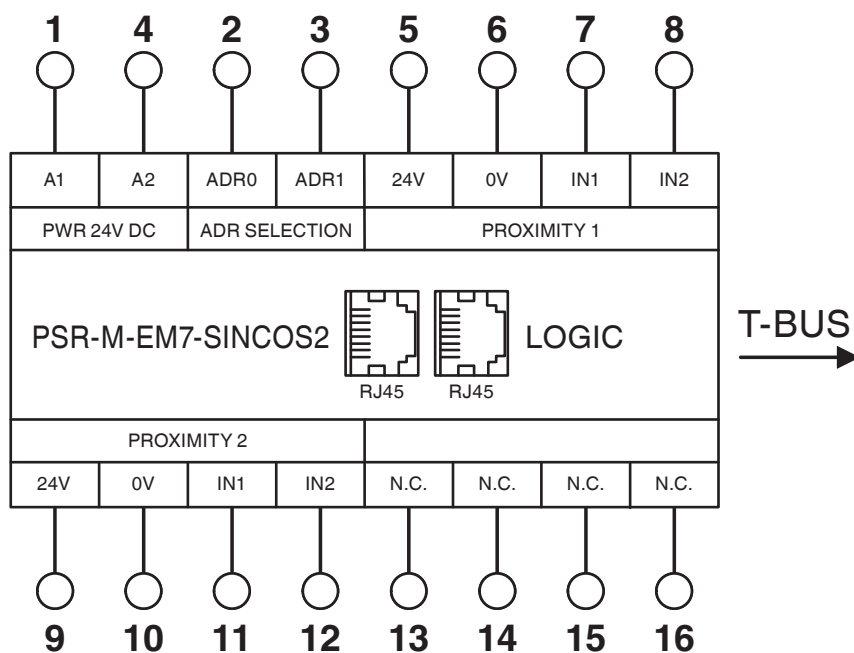 1 4 2 3 5 6 7 8
A1 A2 ADR0 ADR1 24V 0V IN1 IN2
PWR 24V DC ADR SELECTION PROXIMITY 1
PSR-M-EM7-SINCOS2 LOGIC T-BUS
RJ45 RJ45
PROXIMITY 2
24V 0V IN1 IN2 N.C. N.C. N.C. N.C.
9 10 11 12 13 14 15 16